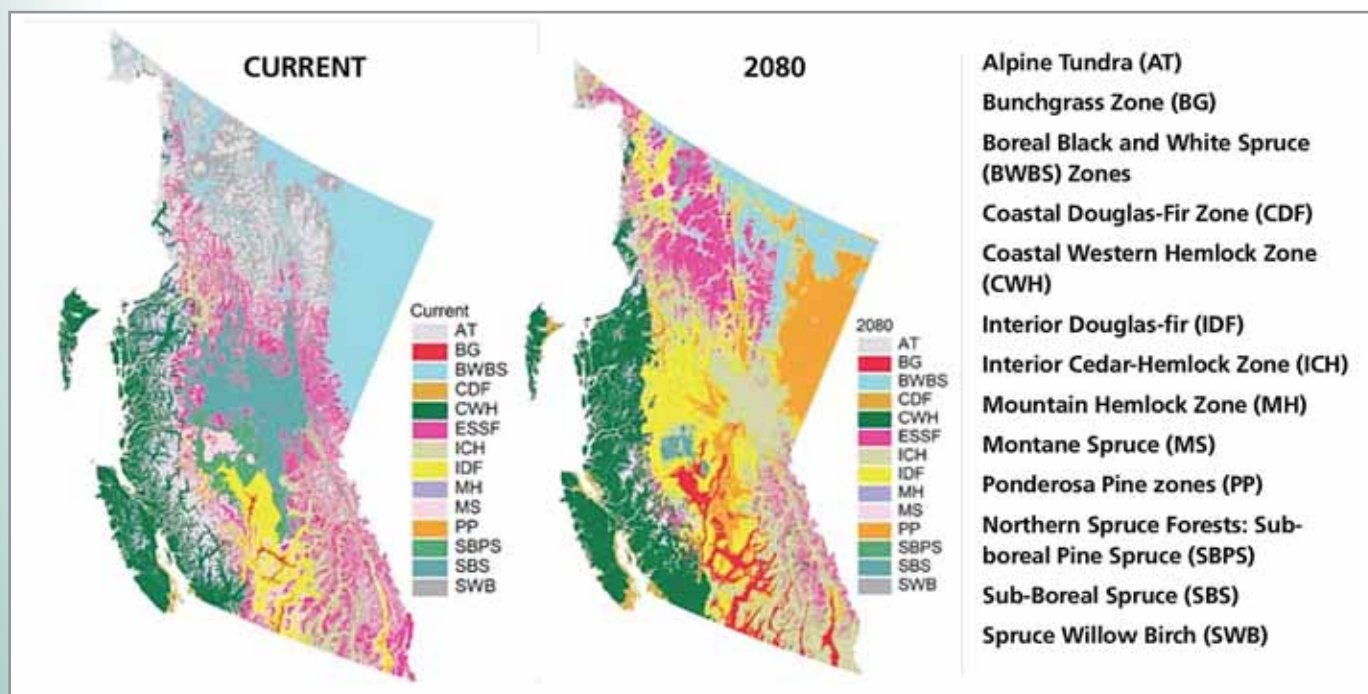 CURRENT
Current
AT
BG
BWBS
CDF
CWH
ESSF
ICH
IDF
MH
MS
PP
SBPS
SBS
SWB
2080
2080
AT
BG
BWBS
CDF
CWH
ESSF
ICH
IDF
MH
MS
PP
SBPS
SBS
SWB
Alpine Tundra (AT)
Bunchgrass Zone (BG)
Boreal Black and White Spruce
(BWBS) Zones
Coastal Douglas-Fir Zone (CDF)
Coastal Western Hemlock Zone
(CWH)
Interior Douglas-fir (IDF)
Interior Cedar-Hemlock Zone (ICH)
Mountain Hemlock Zone (MH)
Montane Spruce (MS)
Ponderosa Pine zones (PP)
Northern Spruce Forests: Sub-
boreal Pine Spruce (SBPS)
Sub-Boreal Spruce (SBS)
Spruce Willow Birch (SWB)